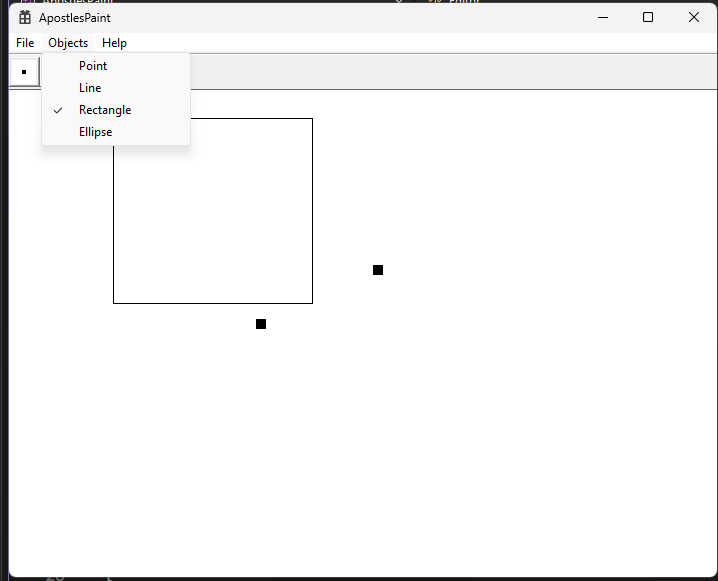 ApostlesPaint
File Objects Help
Point
Line
Rectangle
Ellipse